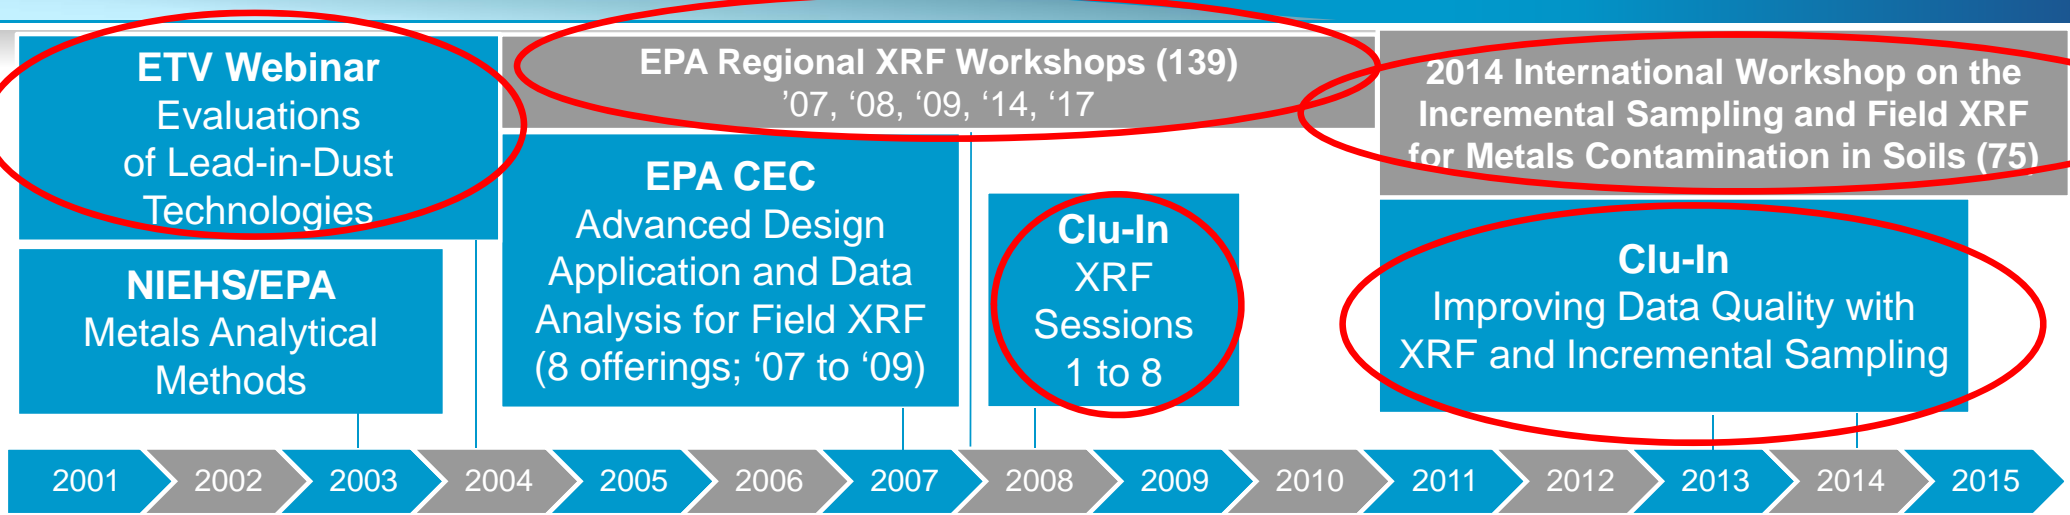 ETV Webinar
Evaluations
of Lead-in-Dust
Technologies
NIEHS/EPA
Metals Analytical
Methods
EPA Regional XRF Workshops (139)
’07, ‘08, ‘09, ‘14, ‘17
EPA CEC
Advanced Design
Application and Data
Analysis for Field XRF
(8 offerings; ‘07 to ‘09)
Clu-In
XRF
Sessions
1 to 8
2014 International Workshop on the
Incremental Sampling and Field XRF
for Metals Contamination in Soils (75)
Clu-In
Improving Data Quality with
XRF and Incremental Sampling
2001 2002 2003 2004 2005 2006 2007 2008 2009 2010 2011 2012 2013 2014 2015